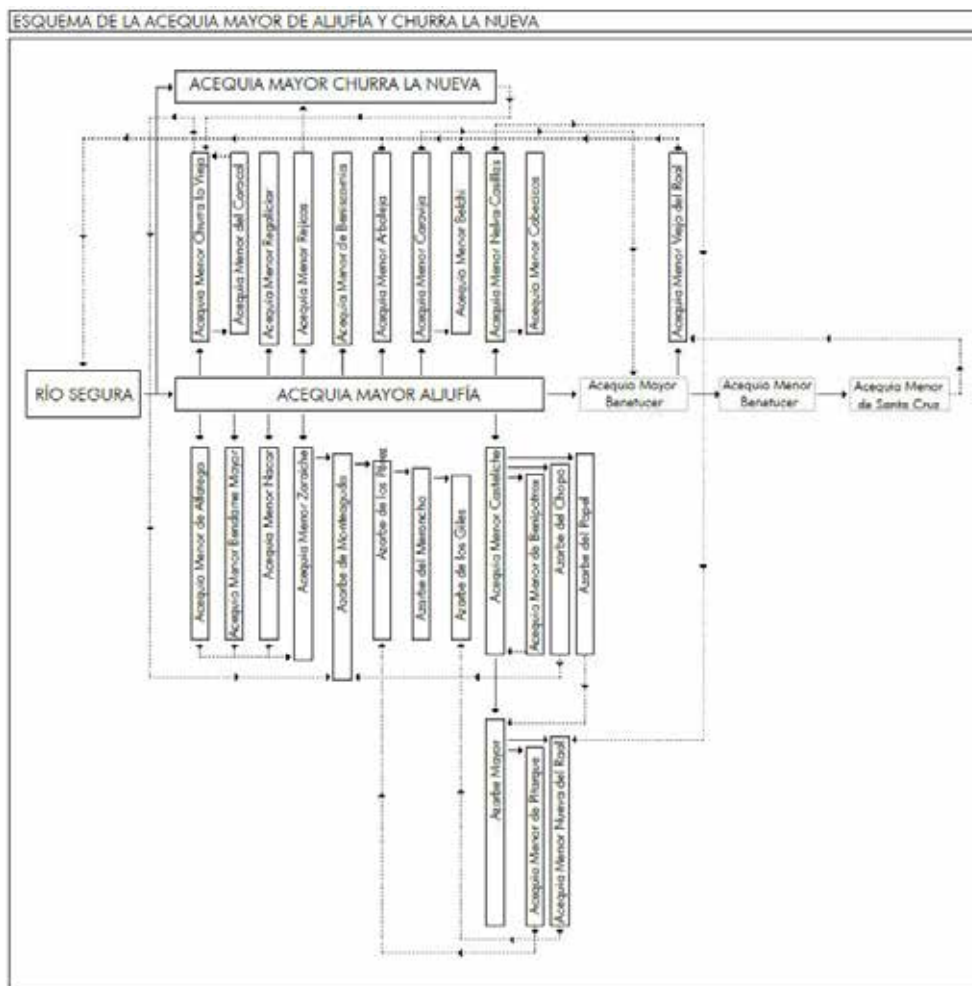 ESQUEMA DE LA ACEQUIA MAYOR DE ALJUFÍA Y CHURRA LA NUEVA
ACEQUIA MAYOR CHURRA LA NUEVA
Acequia Menor Churra la Vieja
Acequia Menor del Caracol
Acequia Menor Regaliciar
Acequia Menor Rejicas
Acequia Menor de Beniscornia
Acequia Menor Arboleja
Acequia Menor Caravija
Acequia Menor Belchi
Acequia Menor Nelva-Casillas
Acequia Menor Cabecicos
Acequia Menor Vieja del Raal
RÍO SEGURA
ACEQUIA MAYOR ALJUFÍA
Acequia Mayor
Benetucer
Acequia Menor
Benetucer
Acequia Menor
de Santa Cruz
Acequia Menor de Alfatego
Acequia Menor Bendame Mayor
Acequia Menor Nacar
Acequia Menor Zaraiche
Azarbe de Monteagudo
Azarbe de los Pérez
Azarbe del Merancho
Azarbe de los Giles
Acequia Menor Casteliche
Acequia Menor de Benipotrox
Azarbe del Chopo
Azarbe del Papel
Azarbe Mayor
Acequia Menor de Pitarque
Acequia Menor Nueva del Raal